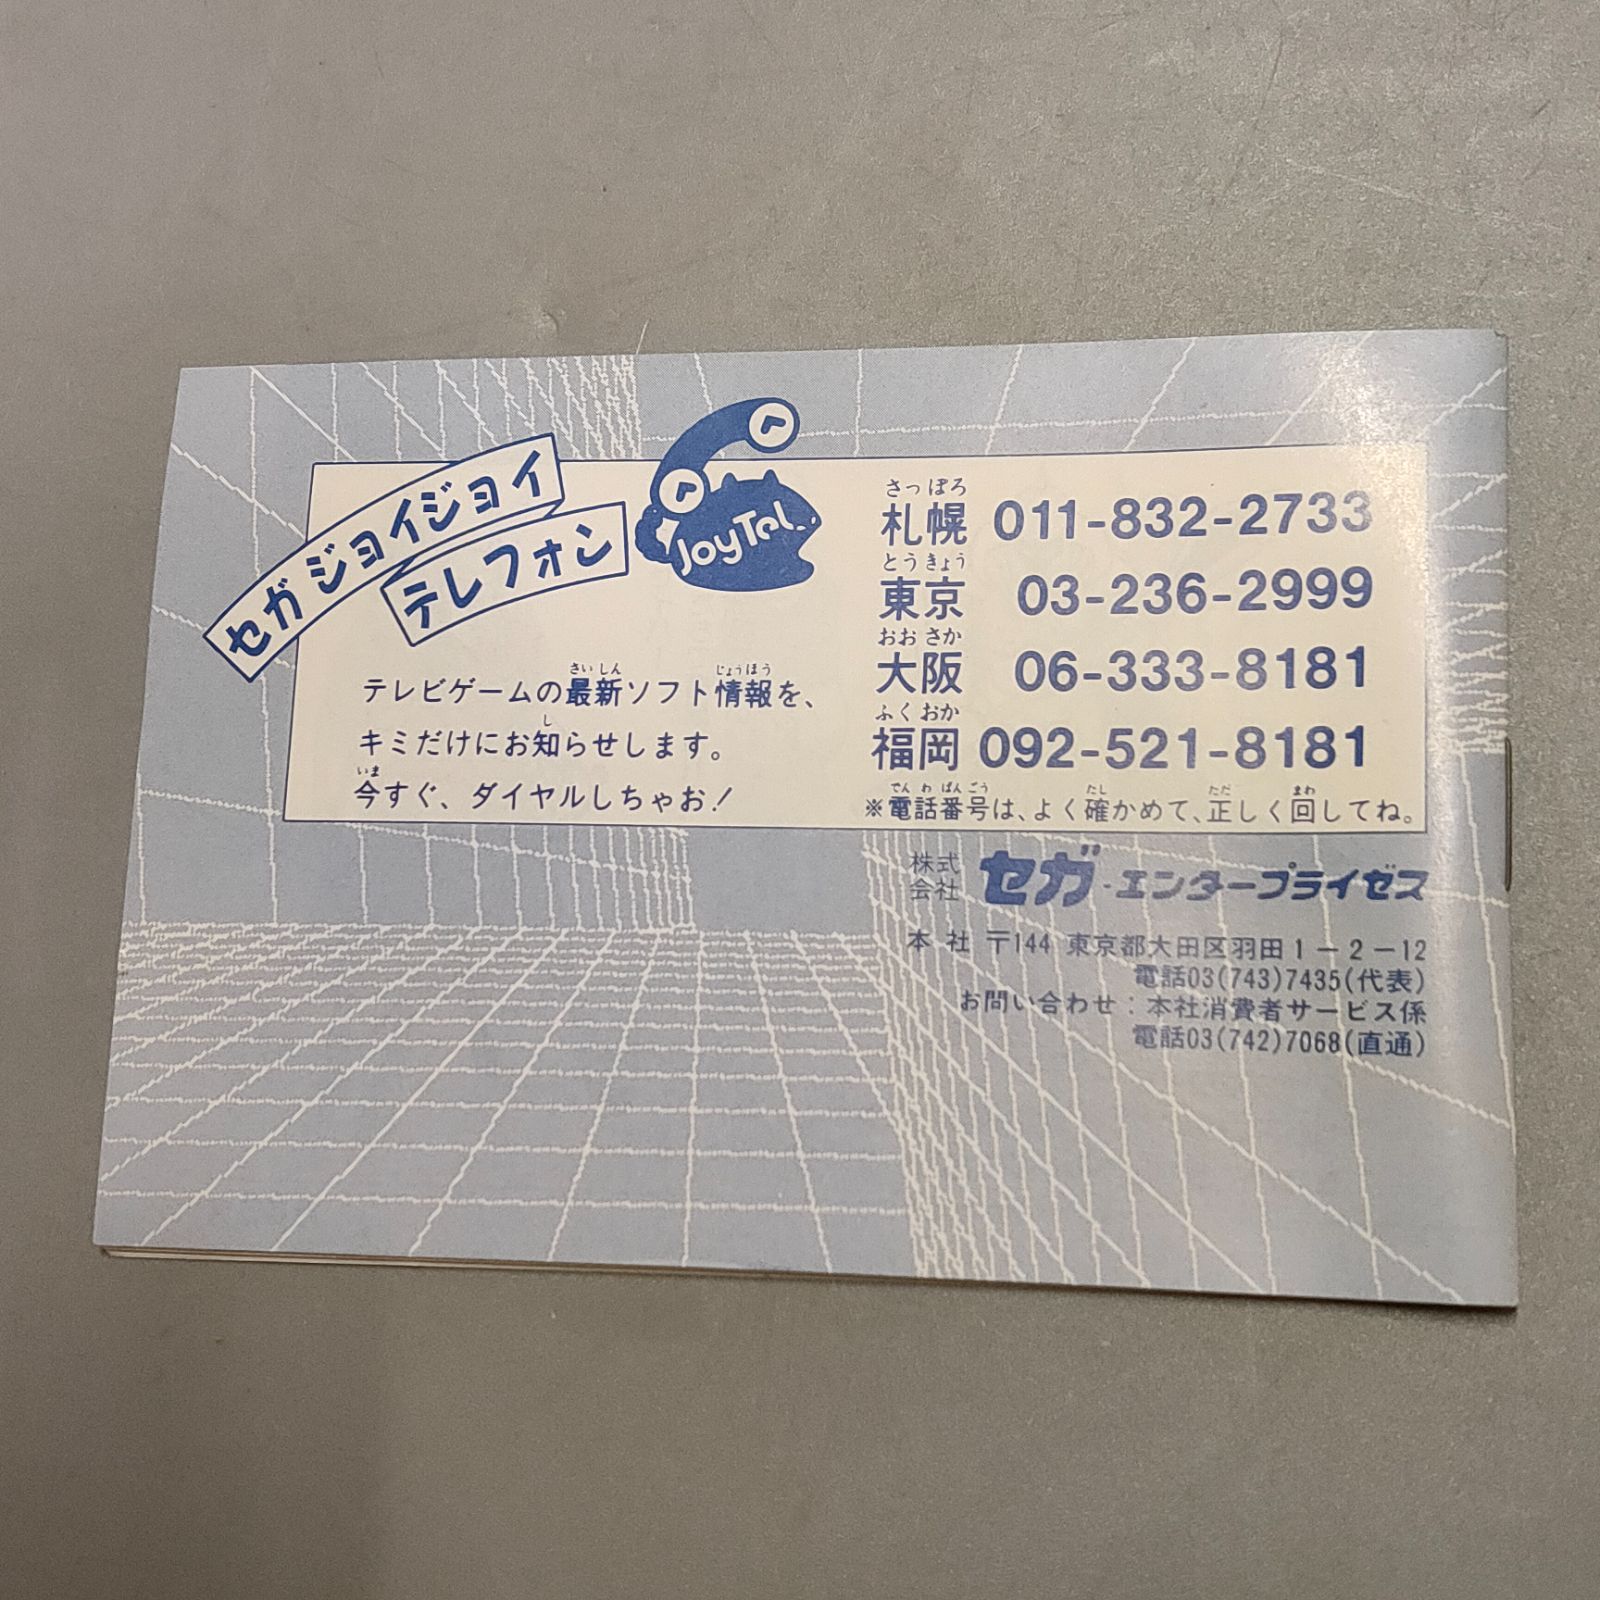 セガ ジョイジョイ
テレフォン
JoyTel
テレビゲームの最新ソフト情報を、
キミだけにお知らせします。
今すぐ、ダイヤルしちゃお!
さっぽろ
札幌 011-832-2733
とうきょう
東京 03-236-2999
おおさか
大阪 06-333-8181
ふくおか
福岡 092-521-8181
※電話番号は、よく確かめて、正しく回してね。
株式会社 セガ・エンタープライゼス
本社 〒144 東京都大田区羽田1-2-12
電話03(743)7435(代表)
お問い合わせ:本社消費者サービス係
電話03(742)7068(直通)